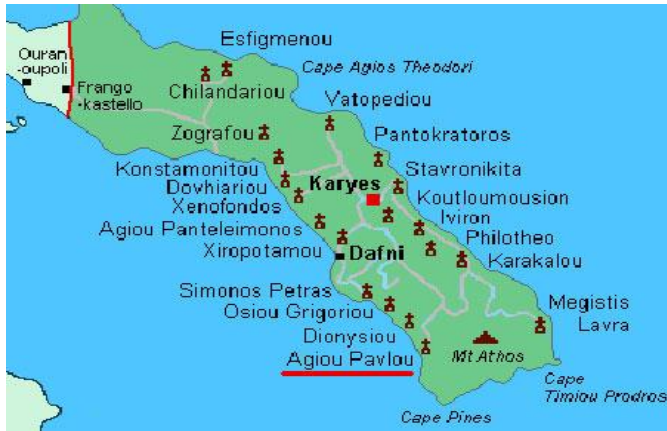 Esfigmenou
Ouran
-oupoli
Cape Agios Theodori
Frango
-kastello
Chilandariou
Vatopediou
Zografou
Pantokratoros
Konstamonitou
Stavronikita
Dovhiariou
Karyes
Koutloumousion
Xenofondos
Iviron
Agiou Panteleimonos
Philotheo
Xiropotamou
Dafni
Karakalou
Simonos Petras
Osiou Grigoriou
Megistis
Lavra
Dionysiou
Agiou Pavlou
Mt Athos
Cape
Timiou Prodros
Cape Pines